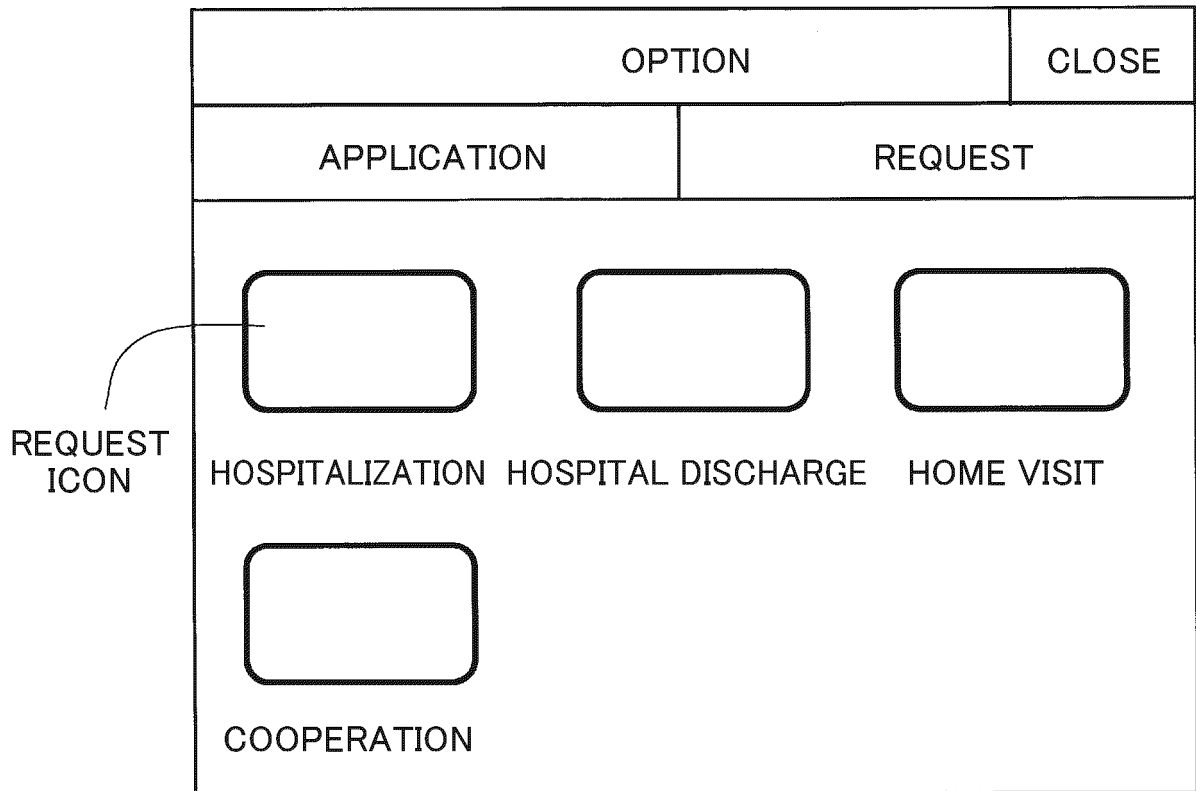 OPTION
CLOSE
APPLICATION
REQUEST
REQUEST
ICON
HOSPITALIZATION
HOSPITAL DISCHARGE
HOME VISIT
COOPERATION